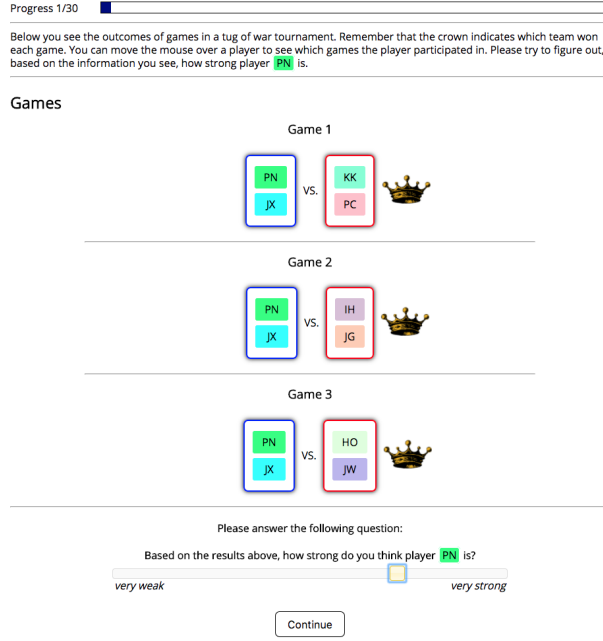 Progress 1/30
Below you see the outcomes of games in a tug of war tournament. Remember that the crown indicates which team won
each game. You can move the mouse over a player to see which games the player participated in. Please try to figure out,
based on the information you see, how strong player PN is.
Games
Game 1
PN
JX
VS.
KK
PC
Game 2
PN
JX
VS.
IH
JG
Game 3
PN
JX
VS.
HO
JW
Please answer the following question:
Based on the results above, how strong do you think player PN is?
very weak very strong
Continue